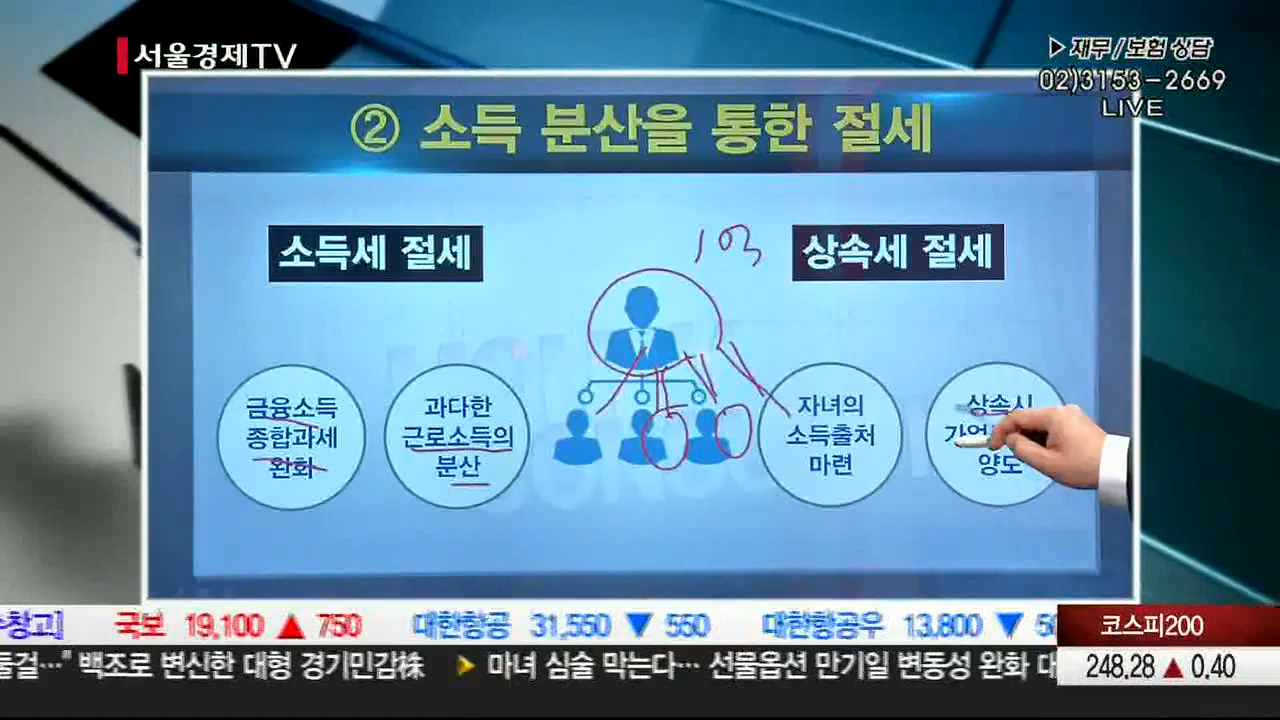 서울경제TV
▶ 재무/보험 상담
02)3153-2669
LIVE
② 소득 분산을 통한 절세
소득세 절세
103
상속세 절세
금융소득
종합과세
완화
과다한
근로소득의
분산
자녀의
소득출처
마련
상속시
양도
창고]
국보 19,100 ▲ 750
대한항공 31,550 ▼ 550
대한항공우 13,800 ▼
코스피200
248.28 ▲ 0.40
둘걸…" 백조로 변신한 대형 경기민감株
마녀 심술 막는다… 선물옵션 만기일 변동성 완화